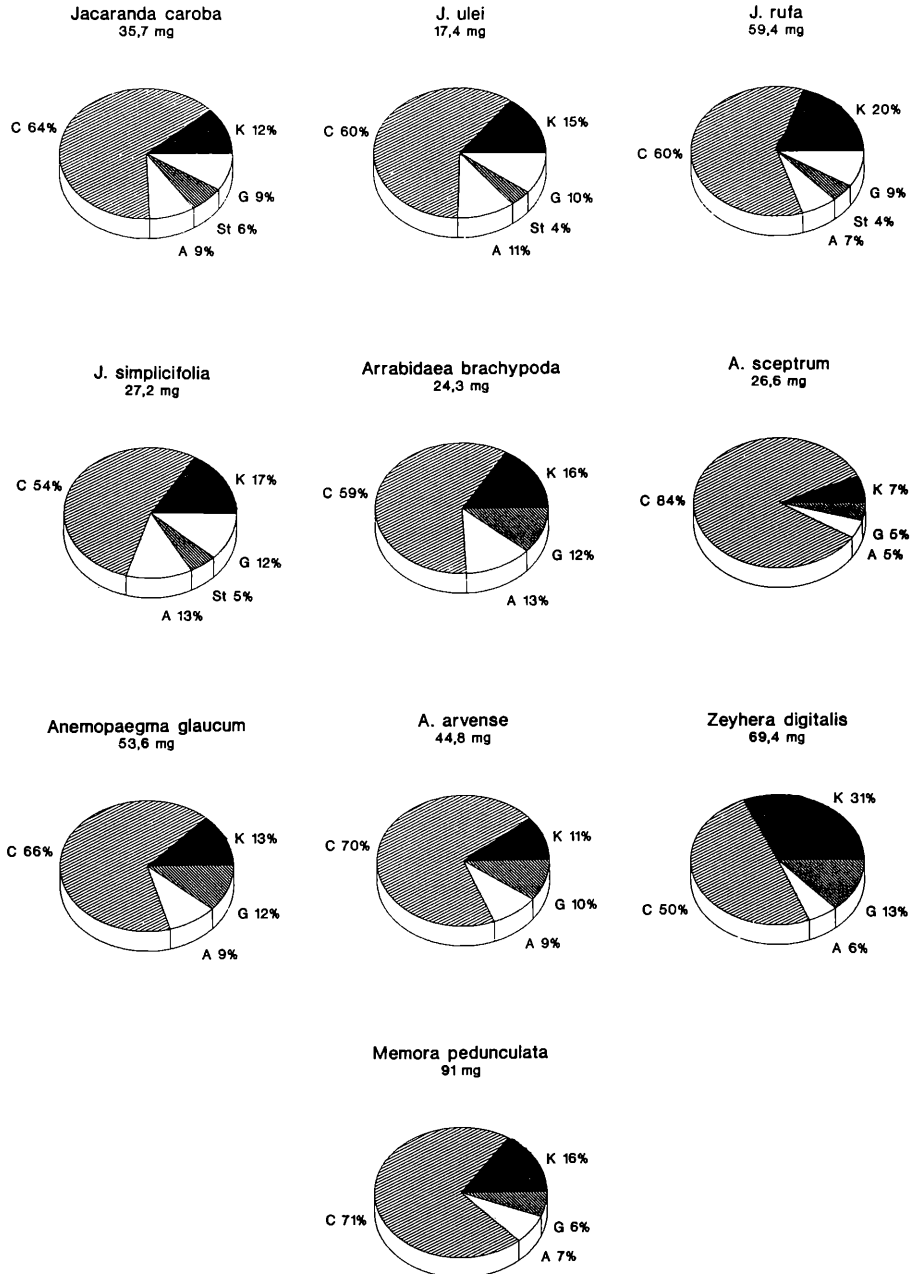 Jacaranda caroba
35,7 mg
C 64%
K 12%
G 9%
St 6%
A 9%
J. ulei
17,4 mg
C 60%
K 15%
G 10%
St 4%
A 11%
J. rufa
59,4 mg
C 60%
K 20%
G 9%
St 4%
A 7%
J. simplicifolia
27,2 mg
C 54%
K 17%
G 12%
St 5%
A 13%
Arrabidaea brachypoda
24,3 mg
C 59%
K 16%
G 12%
A 13%
A. sceptrum
26,6 mg
C 84%
K 7%
G 5%
A 5%
Anemopaegma glaucum
53,6 mg
C 66%
K 13%
G 12%
A 9%
A. arvense
44,8 mg
C 70%
K 11%
G 10%
A 9%
Zeyhera digitalis
69,4 mg
K 31%
C 50%
G 13%
A 6%
Memora pedunculata
91 mg
K 16%
C 71%
G 6%
A 7%